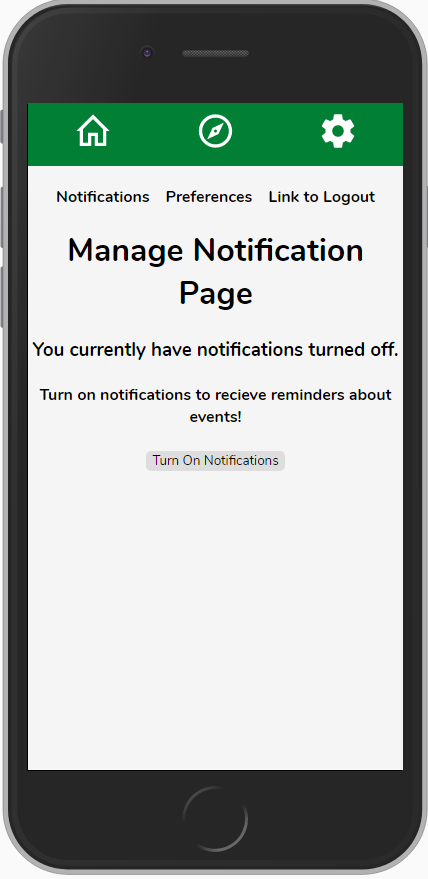 Notifications Preferences Link to Logout
Manage Notification
Page
You currently have notifications turned off.
Turn on notifications to recieve reminders about
events!
Turn On Notifications